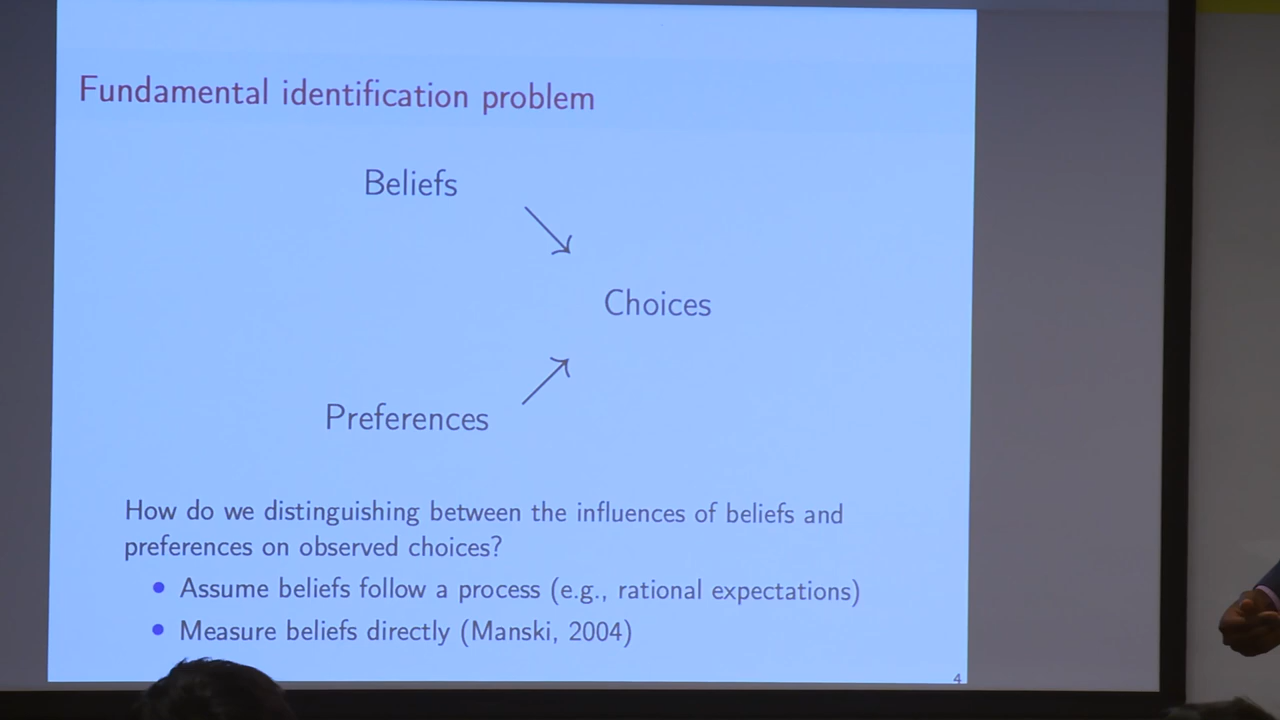 Fundamental identification problem
Beliefs
Choices
Preferences
How do we distinguishing between the influences of beliefs and
preferences on observed choices?
Assume beliefs follow a process (e.g., rational expectations)
Measure beliefs directly (Manski, 2004)
4